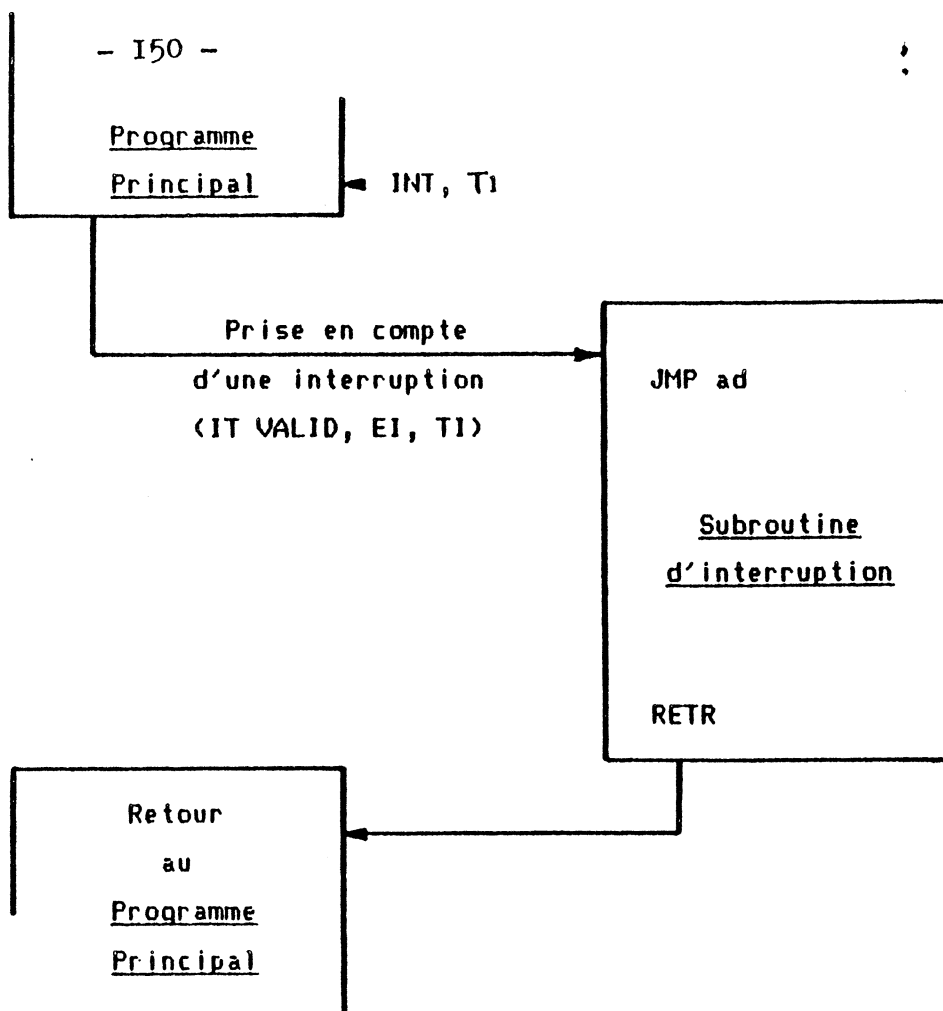 - I50 -
Programme
Principal
INT, T1
Prise en compte
d'une interruption
(IT VALID, EI, TI)
JMP ad
Subroutine
d'interruption
RETR
Retour
au
Programme
Principal